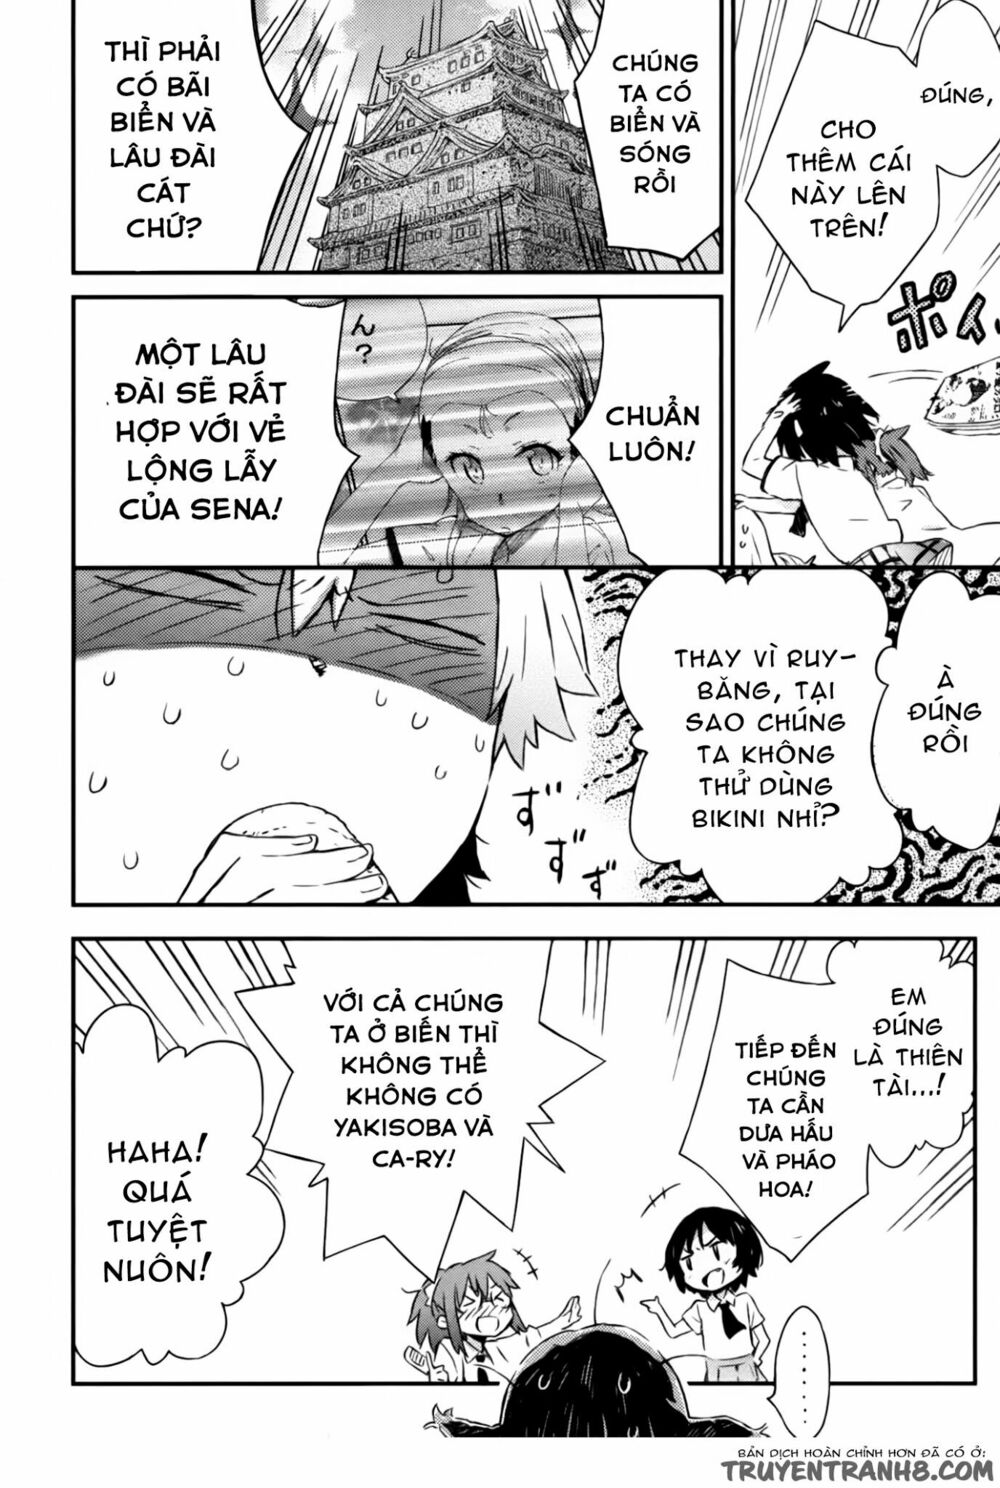 ĐÚNG,
CHO
THÊM CÁI
NÀY LÊN
TRÊN!
ポイ
CHÚNG
TA CÓ
BIỂN VÀ
SÓNG
RỒI
THÌ PHẢI
CÓ BÃI
BIỂN VÀ
LÂU ĐÀI
CÁT
CHỨ?
ん?
CHUẨN
LUÔN!
MỘT LÂU
ĐÀI SẼ RẤT
HỢP VỚI VẺ
LỘNG LẪY
CỦA SENA!
À
ĐÚNG
RỒI
THAY VÌ RUY-
BĂNG, TẠI
SAO CHÚNG
TA KHÔNG
THỬ DÙNG
BIKINI NHỈ?
ず
ず
ず
ず
EM
ĐÚNG
LÀ THIÊN
TÀI...!
TIẾP ĐẾN
CHÚNG
TA CẦN
DƯA HẤU
VÀ PHÁO
HOA!
VỚI CẢ CHÚNG
TA Ở BIẾN THÌ
KHÔNG THỂ
KHÔNG CÓ
YAKISOBA VÀ
CA-RY!
HAHA!
QUÁ
TUYỆT
NUÔN!
........
BẢN DỊCH HOÀN CHỈNH HƠN ĐÃ CÓ Ở:
TRUYENTRANH8.COM